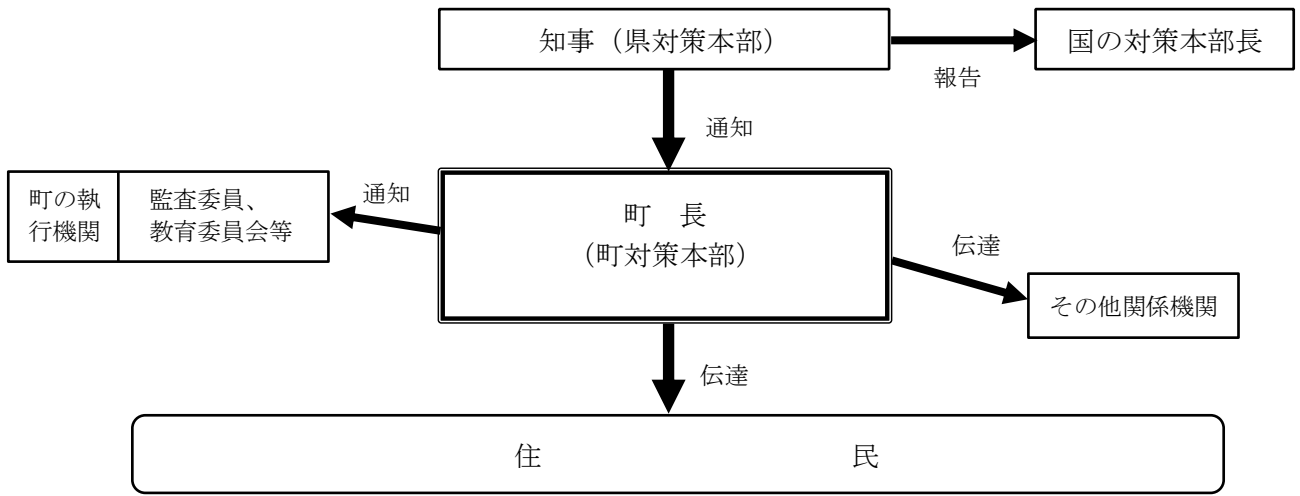 知事（県対策本部）
国の対策本部長
報告
通知
町の執
行機関
監査委員、
教育委員会等
通知
町　長
（町対策本部）
伝達
その他関係機関
伝達
住　民